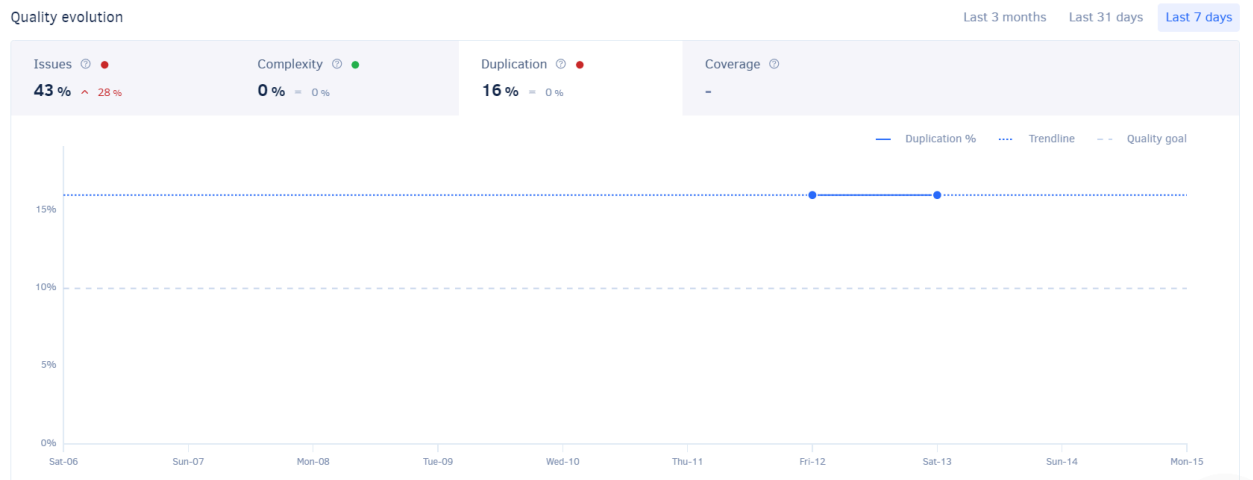 Quality evolution
Last 3 months Last 31 days Last 7 days
Issues Complexity Duplication Coverage
43 % 28 % 0 % = 0 % 16 % = 0 % -
Duplication % Trendline Quality goal
15%
10%
5%
0%
Sat-06 Sun-07 Mon-08 Tue-09 Wed-10 Thu-11 Fri-12 Sat-13 Sun-14 Mon-15